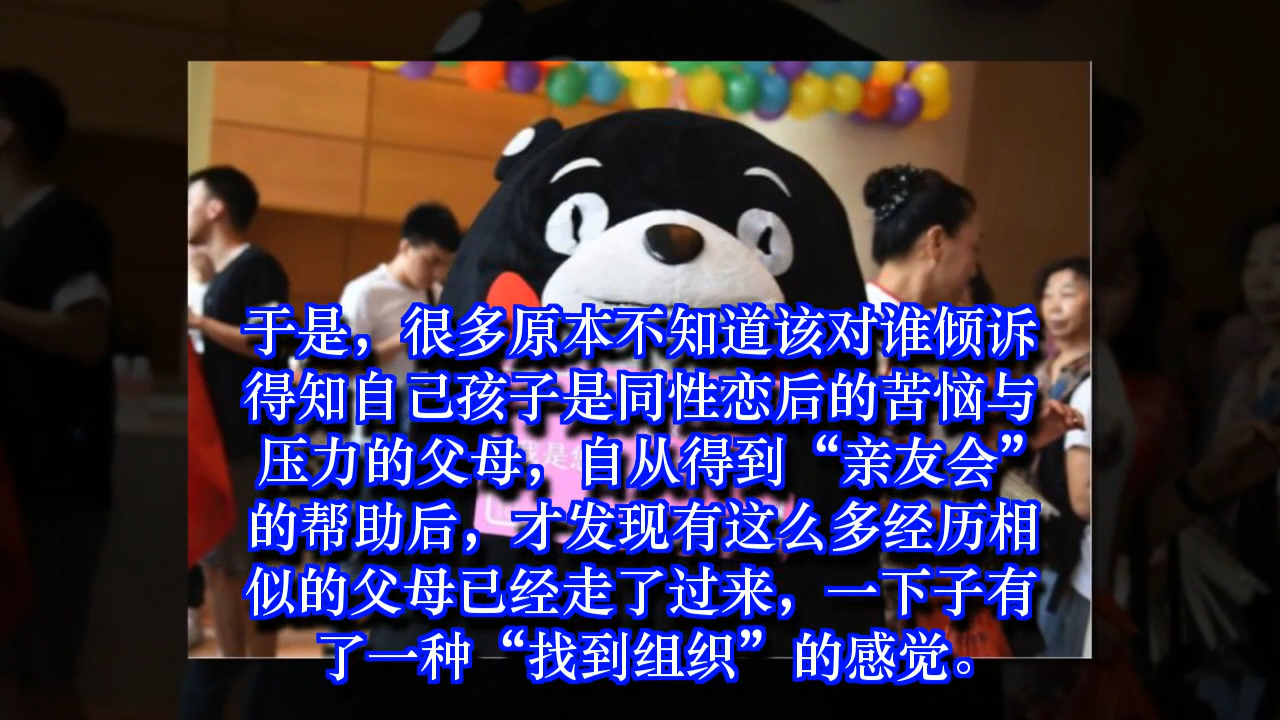 于是，很多原本不知道该对谁倾诉
得知自己孩子是同性恋后的苦恼与
压力的父母，自从得到“亲友会”
的帮助后，才发现有这么多经历相
似的父母已经走了过来，一下子有
了一种“找到组织”的感觉。
我是